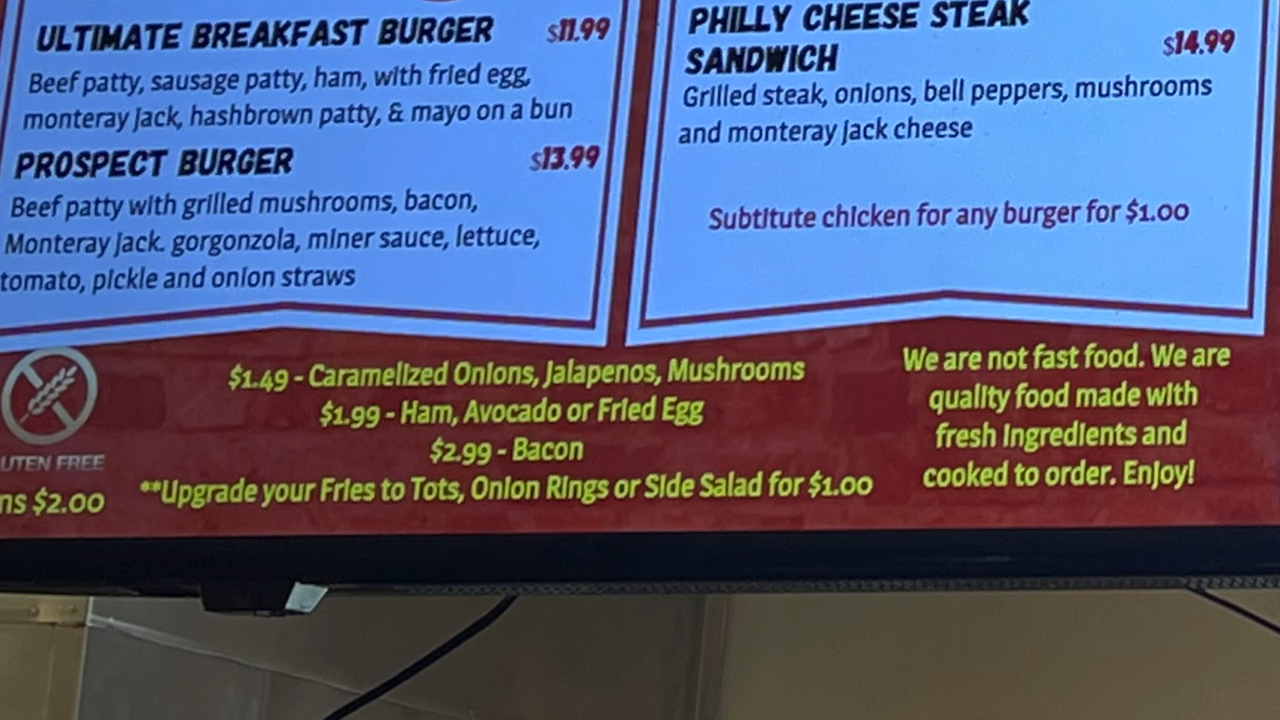 ULTIMATE BREAKFAST BURGER $11.99
Beef patty, sausage patty, ham, with fried egg,
monteray jack, hashbrown patty, & mayo on a bun
PROSPECT BURGER $13.99
Beef patty with grilled mushrooms, bacon,
Monteray Jack. gorgonzola, miner sauce, lettuce,
tomato, pickle and onion straws
PHILLY CHEESE STEAK
SANDWICH $14.99
Grilled steak, onions, bell peppers, mushrooms
and monteray jack cheese
Subtitute chicken for any burger for $1.00
UTEN FREE
ns $2.00
$1.49 - Caramelized Onions, Jalapenos, Mushrooms
$1.99 - Ham, Avocado or Fried Egg
$2.99 - Bacon
**Upgrade your Fries to Tots, Onion Rings or Side Salad for $1.00
We are not fast food. We are
quality food made with
fresh ingredients and
cooked to order. Enjoy!